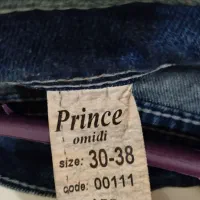 Prince
omidi
size: 30-38
code: 00111